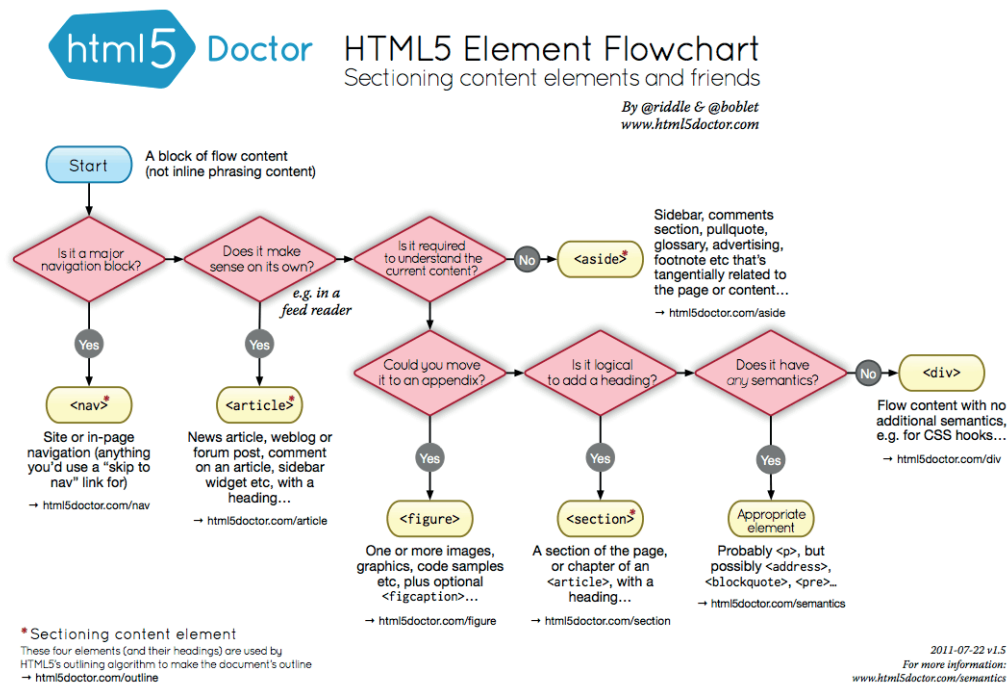 html5 Doctor
HTML5 Element Flowchart
Sectioning content elements and friends
By @riddle & @boblet
www.html5doctor.com
Start
A block of flow content
(not inline phrasing content)
Is it a major
navigation block?
Does it make
sense on its own?
e.g. in a
feed reader
Is it required
to understand the
current content?
No
<aside>*
Sidebar, comments
section, pullquote,
glossary, advertising,
footnote etc that's
tangentially related to
the page or content…
→ html5doctor.com/aside
Yes
<nav>*
Site or in-page
navigation (anything
you'd use a “skip to
nav” link for)
→ html5doctor.com/nav
Yes
<article>*
News article, weblog or
forum post, comment
on an article, sidebar
widget etc, with a
heading…
→ html5doctor.com/article
Could you move
it to an appendix?
Is it logical
to add a heading?
Does it have
any semantics?
No
<div>
Flow content with no
additional semantics,
e.g. for CSS hooks…
→ html5doctor.com/div
Yes
<figure>
One or more images,
graphics, code samples
etc, plus optional
<figcaption>…
→ html5doctor.com/figure
Yes
<section>*
A section of the page,
or chapter of an
<article>, with a
heading…
→ html5doctor.com/section
Yes
Appropriate
element
Probably <p>, but
possibly <address>,
<blockquote>, <pre>…
→ html5doctor.com/semantics
* Sectioning content element
These four elements (and their headings) are used by
HTML5's outlining algorithm to make the document's outline
→ html5doctor.com/outline
2011-07-22 v1.5
For more information:
www.html5doctor.com/semantics